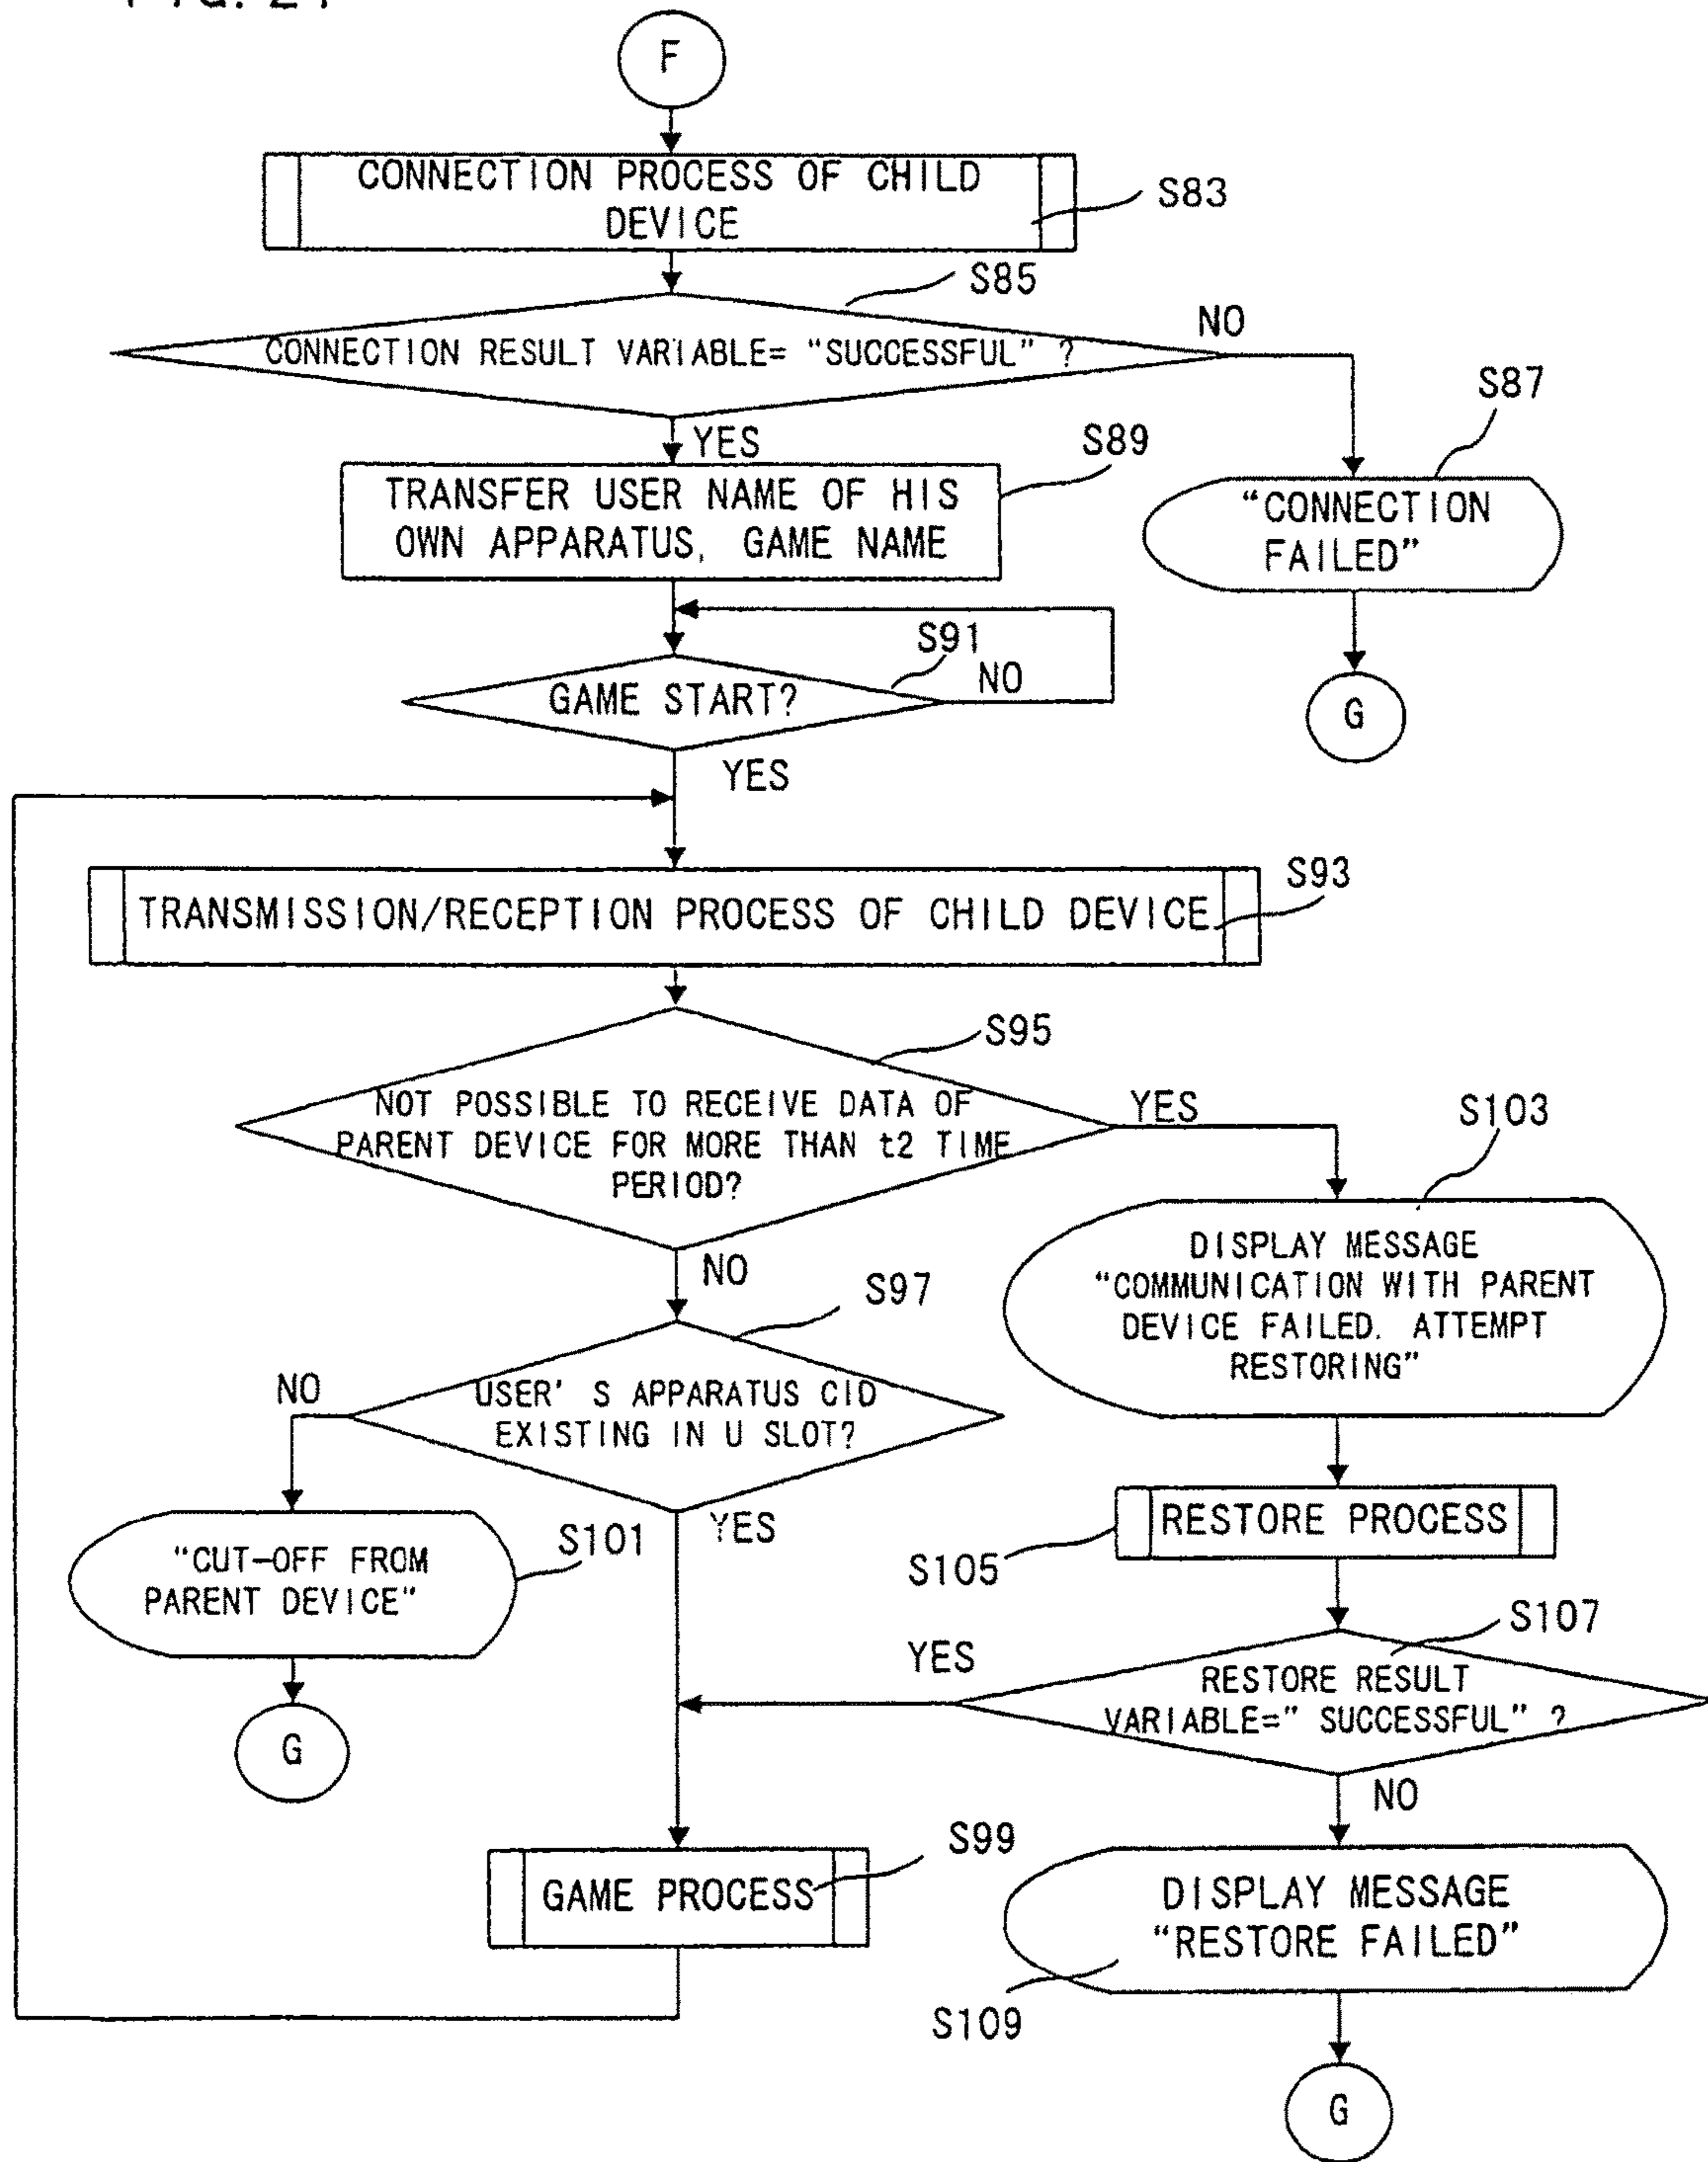 F
CONNECTION PROCESS OF CHILD
DEVICE
S83
S85
CONNECTION RESULT VARIABLE= "SUCCESSFUL" ?
NO
S87
YES
S89
TRANSFER USER NAME OF HIS
OWN APPARATUS, GAME NAME
"CONNECTION
FAILED"
S91
GAME START?
NO
G
YES
TRANSMISSION/RECEPTION PROCESS OF CHILD DEVICE
S93
S95
NOT POSSIBLE TO RECEIVE DATA OF
PARENT DEVICE FOR MORE THAN t2 TIME
PERIOD?
YES
S103
NO
DISPLAY MESSAGE
"COMMUNICATION WITH PARENT
DEVICE FAILED. ATTEMPT
RESTORING"
S97
USER' S APPARATUS CID
EXISTING IN U SLOT?
NO
YES
"CUT-OFF FROM
PARENT DEVICE"
S101
RESTORE PROCESS
S105
S107
RESTORE RESULT
VARIABLE=" SUCCESSFUL" ?
YES
G
NO
S99
GAME PROCESS
DISPLAY MESSAGE
"RESTORE FAILED"
S109
G